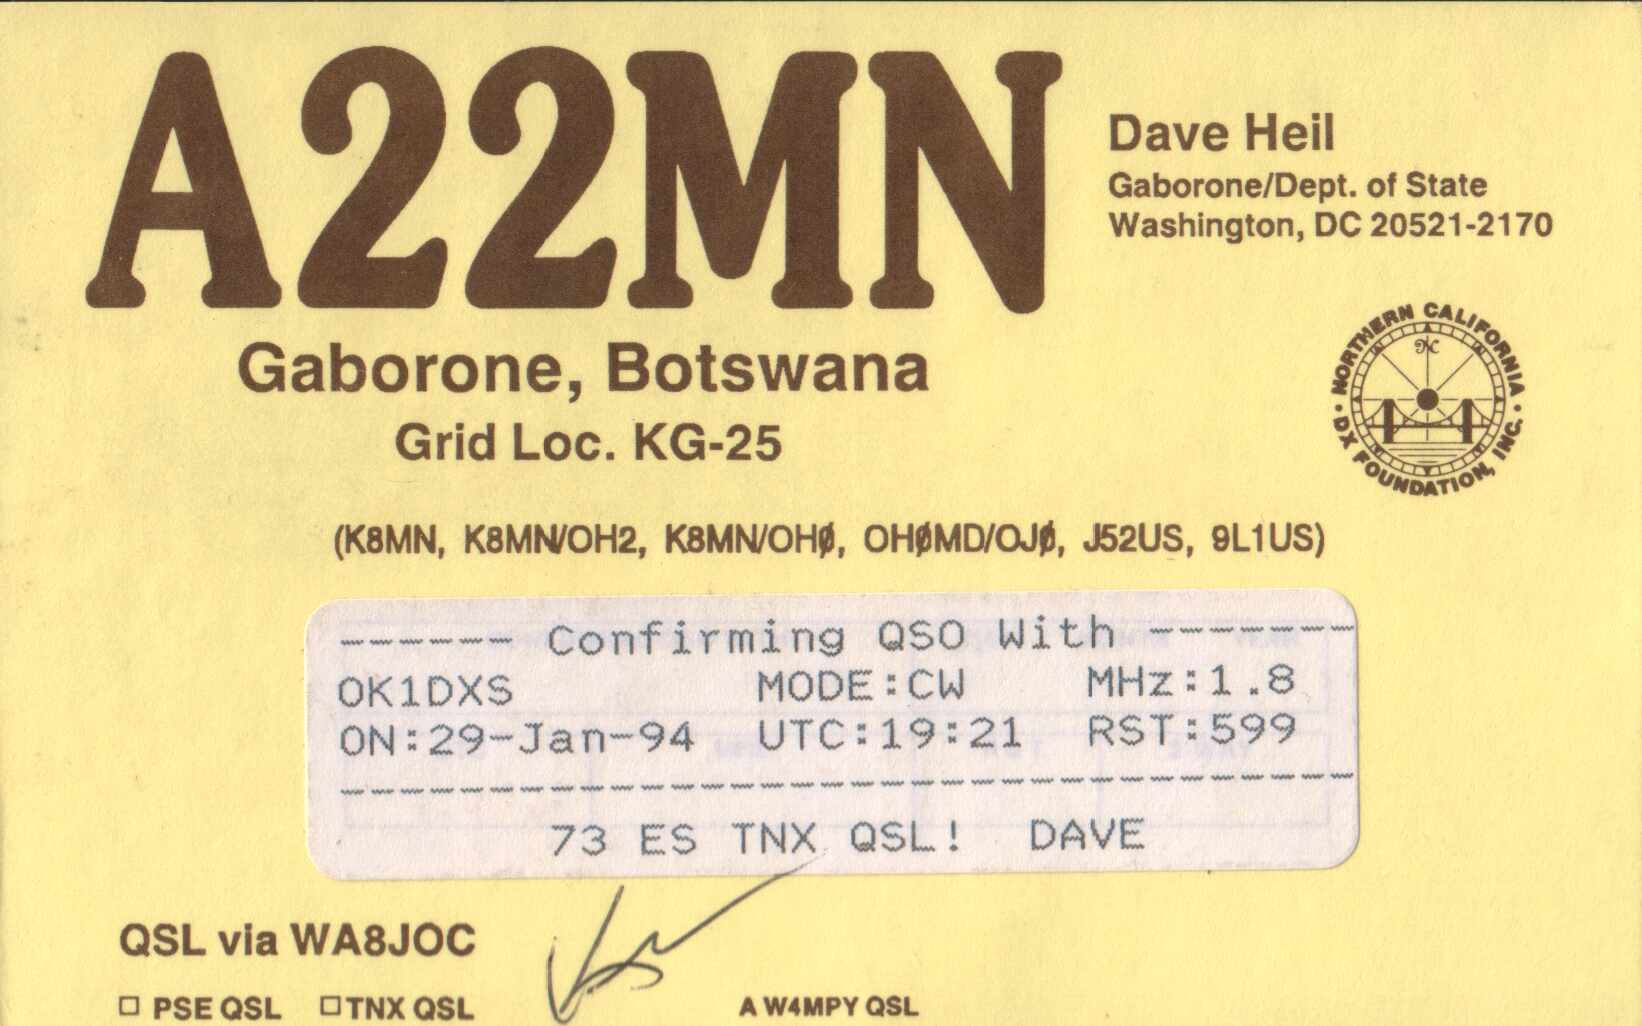 A22MN
Dave Heil
Gaborone/Dept. of State
Washington, DC 20521-2170
Gaborone, Botswana
Grid Loc. KG-25
NORTHERN CALIFORNIA • DX FOUNDATION, INC. •
N
(K8MN, K8MN/OH2, K8MN/OHØ, OHØMD/OJØ, J52US, 9L1US)
------ Confirming QSO With -------
OK1DXS MODE:CW MHz:1.8
ON:29-Jan-94 UTC:19:21 RST:599
----------------------------------
73 ES TNX QSL! DAVE
QSL via WA8JOC
☐ PSE QSL ☐ TNX QSL
A W4MPY QSL